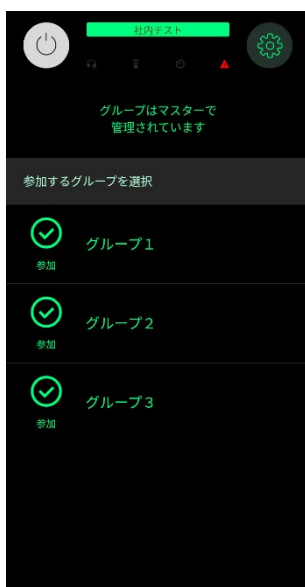 社内テスト
グループはマスターで
管理されています
参加するグループを選択
グループ１
参加
グループ２
参加
グループ３
参加